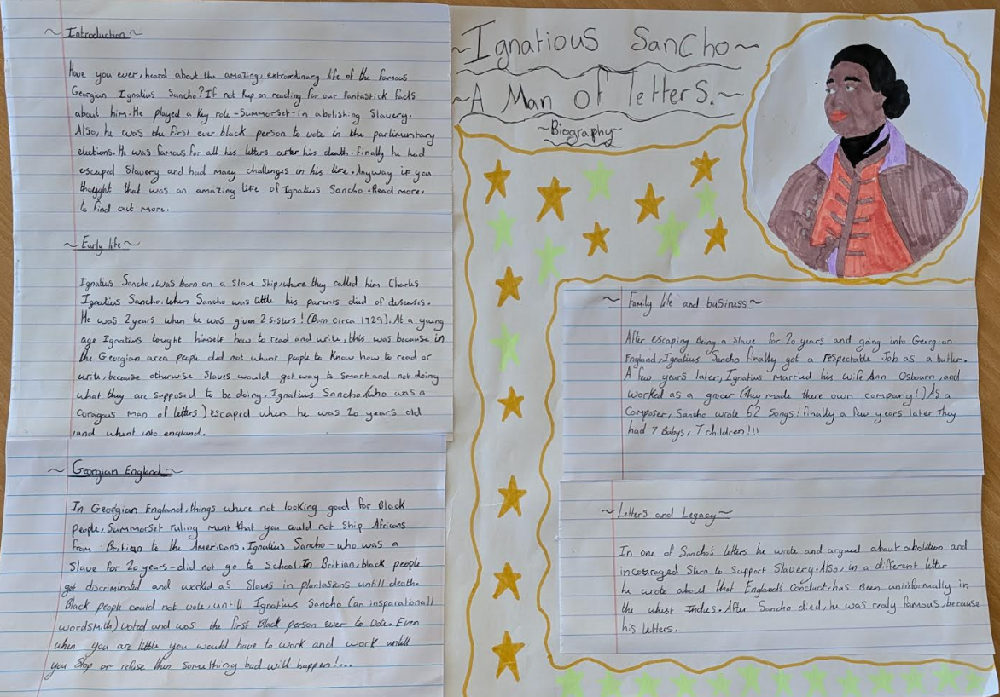 ~Introduction~
Have you ever, heard about the amazing, extraordinary life of the famous
Georgian Ignatius Sancho? If not Kep on reading for our fantastick facts
about him. He played a key role -Summorset- in abolishing Slavery.
Also, he was the first ever black person to vote in the parlimentary
elections. He was famous for all his letters after his death. finally he had
escaped Slavery and had many challenges in his life. Anyway if you
thought that was an amazing life of Ignatius Sancho. Read more,
to find out more.
~Early life~
Ignatius Sancho, was born on a slave ship, where they called him Charles
Ignatius Sancho. when Sancho was little his parents died of diseases.
He was 2 years when he was given 2 sisters! (Born circa 1729). At a young
age Ignatius tought himself how to read and write, this was because in
the Georgian area people did not whant people to know how to read or
write, because otherwise Slaves would get way to smart and not doing
what they are supposed to be doing. Ignatius Sancho (who was a
coragous man of letters) escaped when he was 20 years old
,and whent into england.
~Georgian England~
In Georgian England, things where not looking good for Black
people, Summorset ruling ment that you could not Ship Africans
from Britian to the Americans. Ignatius Sancho - who was a
Slave for 20 years - did not go to School. In Britian, black people
got discriminated and worked as Slaves in plantasions untill death.
Black people could not vote, untill Ignatius Sancho (an insparationall
wordsmith) voted and was the first Black person ever to vote. Even
when you are little you would have to work and work untill
you Stop or refuse then Something bad will happen!...
~Ignatious Sancho~
~A Man of letters.~
~Biography~
~Family life and business~
After escaping being a slave for 20 years and going into Georgian
England, Ignatius Sancho finally got a respectable Job as a butler.
A few years later, Ignatius Married his wife Ann Osbourn, and
worked as a grocer (they made there own company!) As a
Composer, Sancho wrote 62 Songs! finally a few years later they
had 7 Babys, 7 children!!!
~Letters and Legacy~
In one of Sancho's letters he wrote and argued about abolution and
incotaraged Stern to Support Slavery. Also, in a different letter
he wrote about that England's Conduct, has been uninformally in
the whest Indies. After Sancho died, he was realy famous, because
his letters.